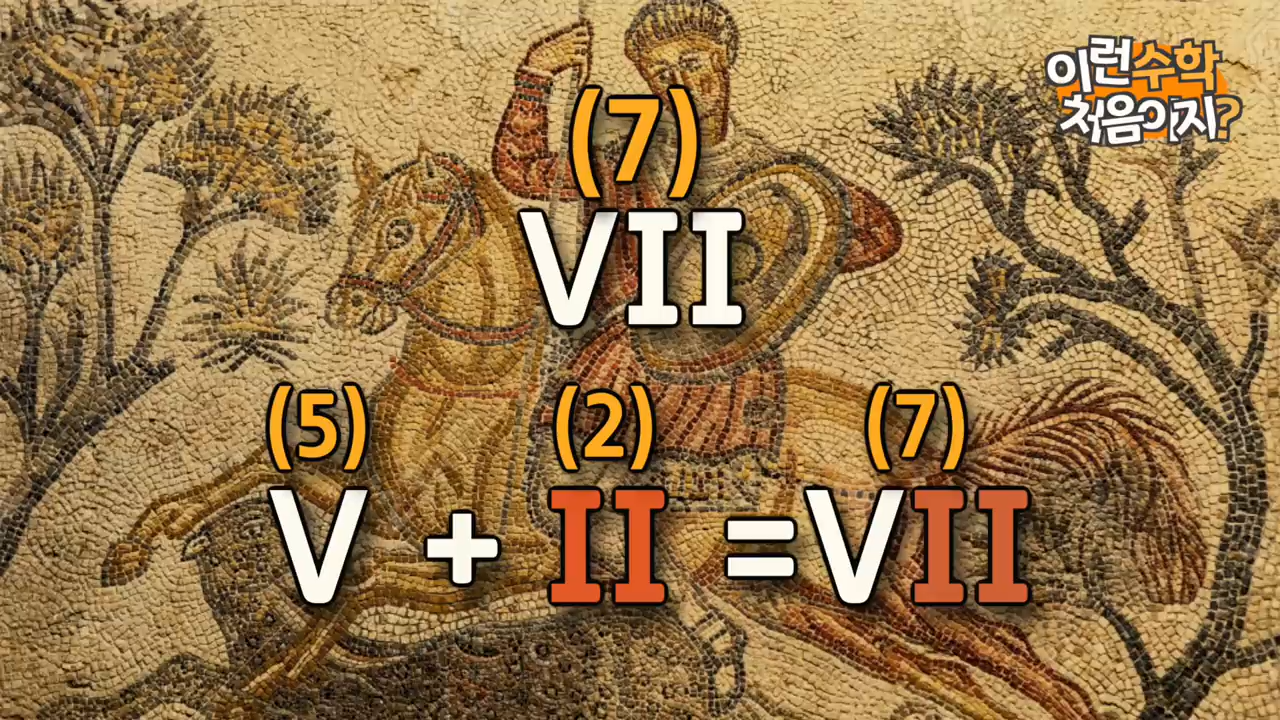 이런수학
처음이지?
(7)
VII
(5) (2) (7)
V + II = VII